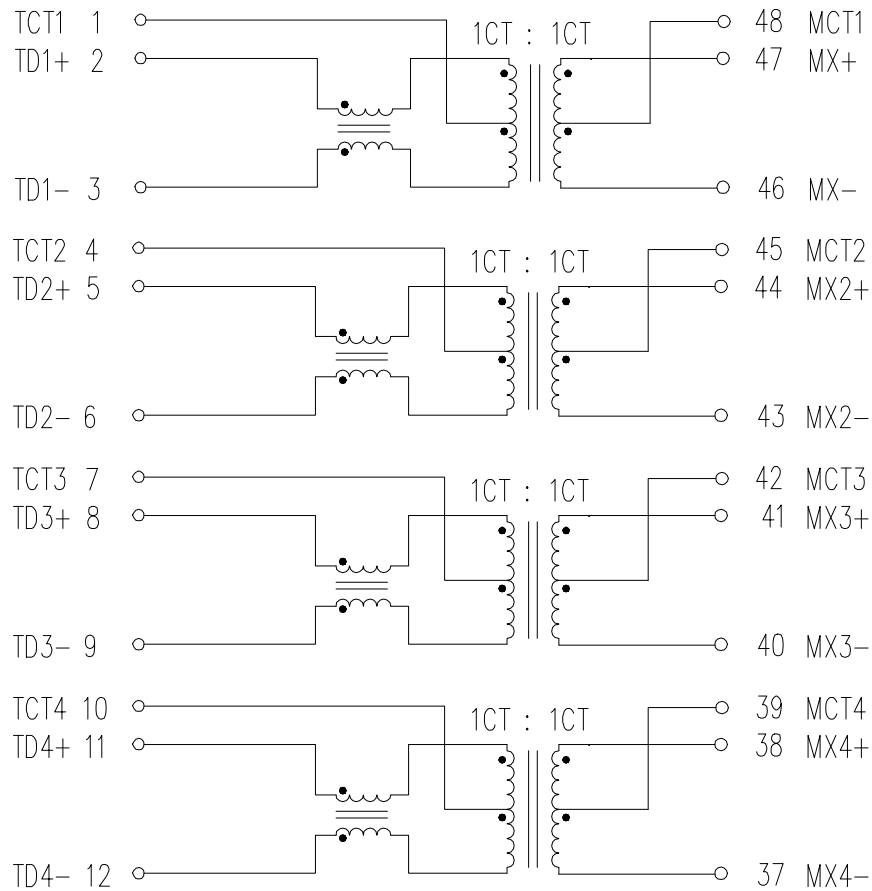 TCT1 1 1CT : 1CT 48 MCT1
TD1+ 2 47 MX+
TD1- 3 46 MX-
TCT2 4 1CT : 1CT 45 MCT2
TD2+ 5 44 MX2+
TD2- 6 43 MX2-
TCT3 7 1CT : 1CT 42 MCT3
TD3+ 8 41 MX3+
TD3- 9 40 MX3-
TCT4 10 1CT : 1CT 39 MCT4
TD4+ 11 38 MX4+
TD4- 12 37 MX4-